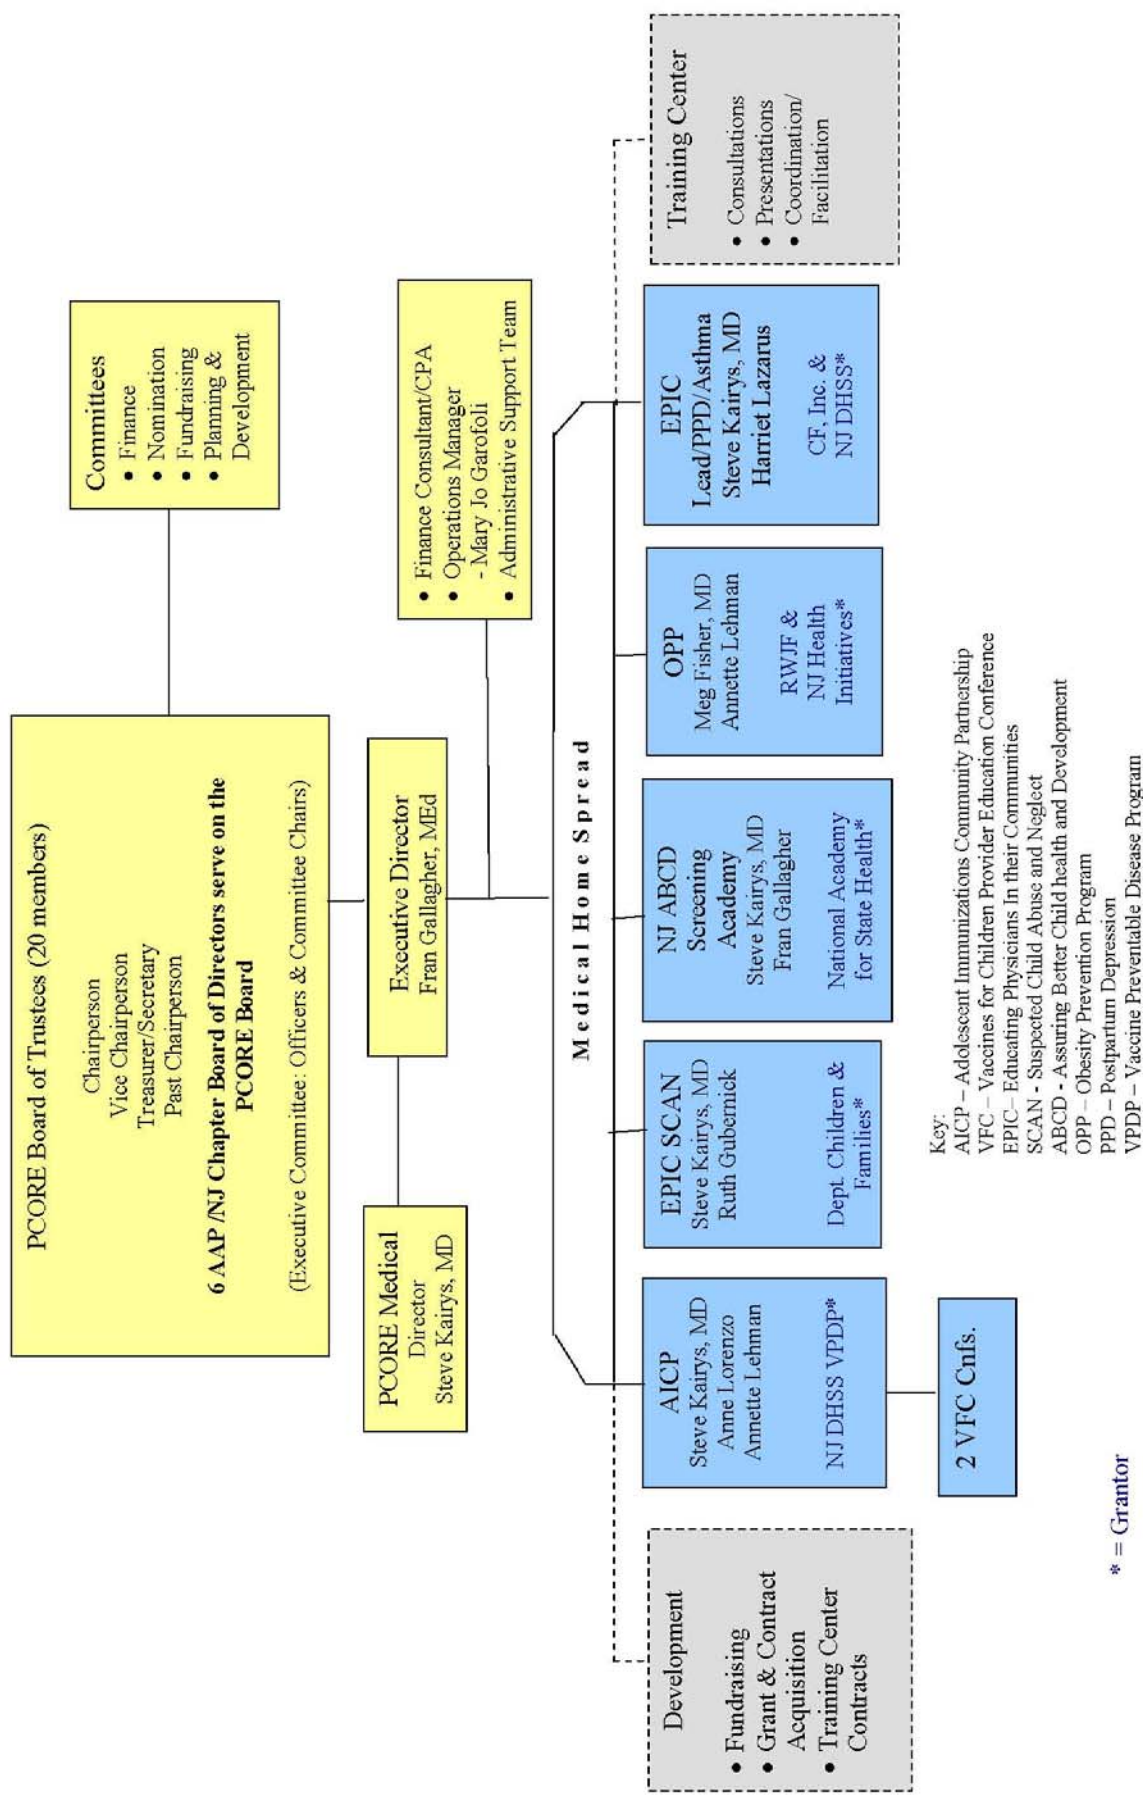 PCORE Board of Trustees (20 members)
Chairperson
Vice Chairperson
Treasurer/Secretary
Past Chairperson
6 AAP /NJ Chapter Board of Directors serve on the
PCORE Board
(Executive Committee: Officers & Committee Chairs)
Committees
• Finance
• Nomination
• Fundraising
• Planning &
Development
PCORE Medical
Director
Steve Kairys, MD
Executive Director
Fran Gallagher, MEd
• Finance Consultant/CPA
• Operations Manager
- Mary Jo Garofoli
• Administrative Support Team
Medical Home Spread
Development
• Fundraising
• Grant & Contract
Acquisition
• Training Center
Contracts
AICP
Steve Kairys, MD
Anne Lorenzo
Annette Lehman
NJ DHSS VPDP*
2 VFC Cnfs.
EPIC SCAN
Steve Kairys, MD
Ruth Gubernick
Dept. Children &
Families*
NJ ABCD
Screening
Academy
Steve Kairys, MD
Fran Gallagher
National Academy
for State Health*
OPP
Meg Fisher, MD
Annette Lehman
RWJF &
NJ Health
Initiatives*
EPIC
Lead/PPD/Asthma
Steve Kairys, MD
Harriet Lazarus
CF, Inc. &
NJ DHSS*
Training Center
• Consultations
• Presentations
• Coordination/
Facilitation
Key:
AICP – Adolescent Immunizations Community Partnership
VFC – Vaccines for Children Provider Education Conference
EPIC – Educating Physicians In their Communities
SCAN - Suspected Child Abuse and Neglect
ABCD - Assuring Better Child health and Development
OPP – Obesity Prevention Program
PPD – Postpartum Depression
VPDP – Vaccine Preventable Disease Program
* = Grantor